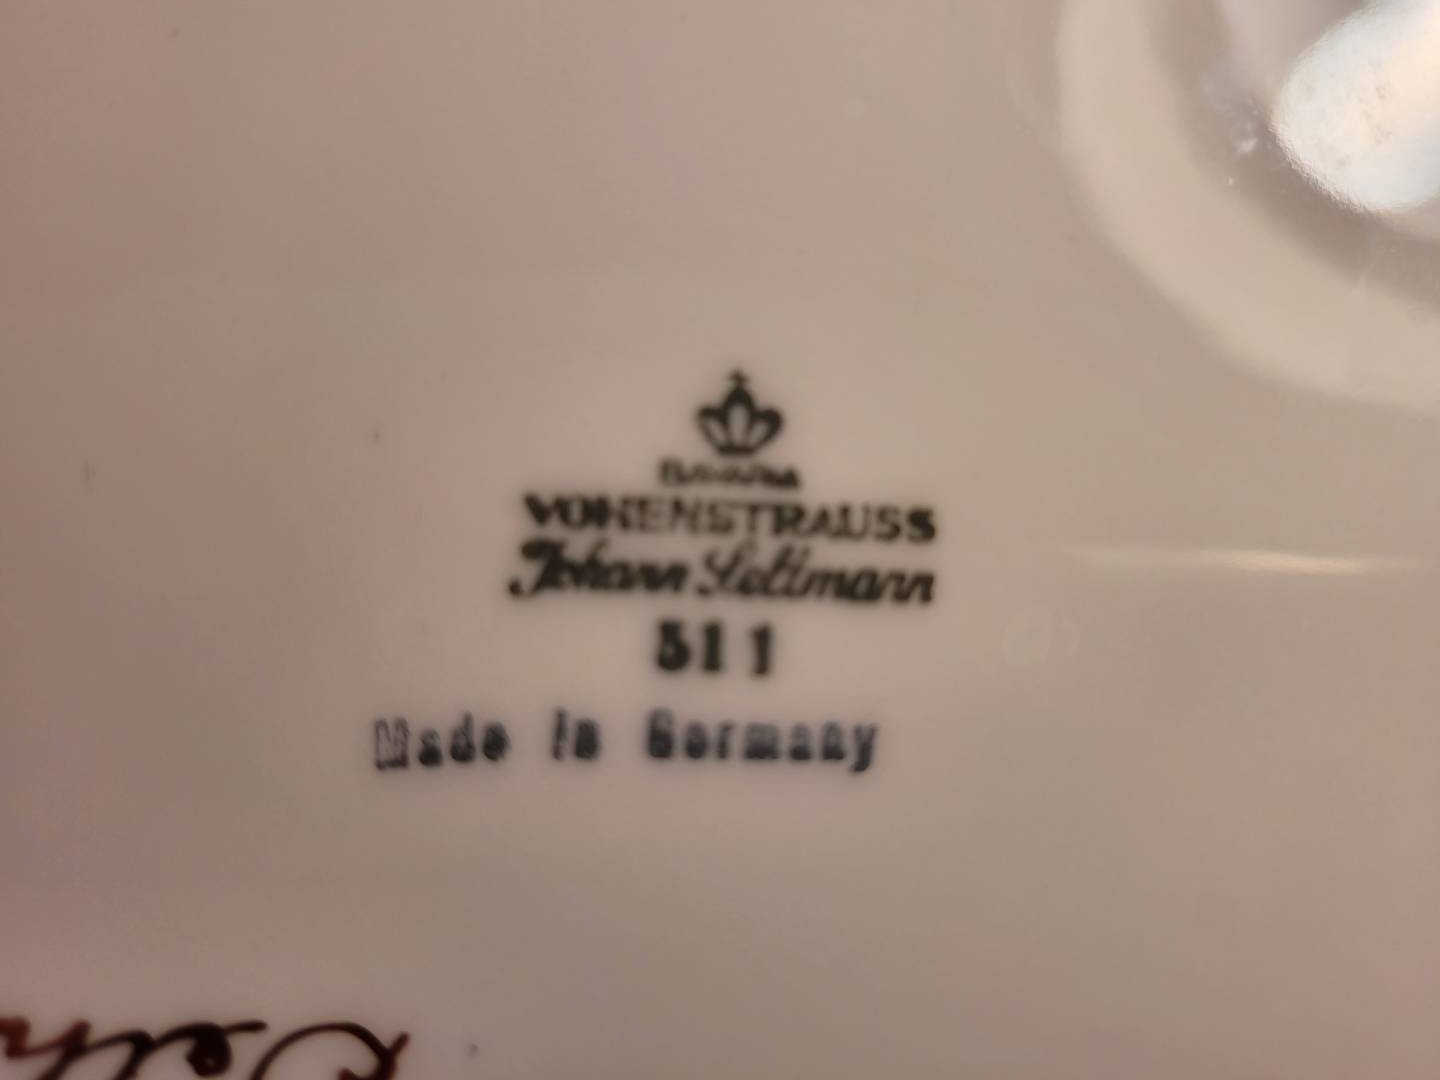 BAVARIA
VOHENSTRAUSS
Johann Seltmann
511
Made in Germany